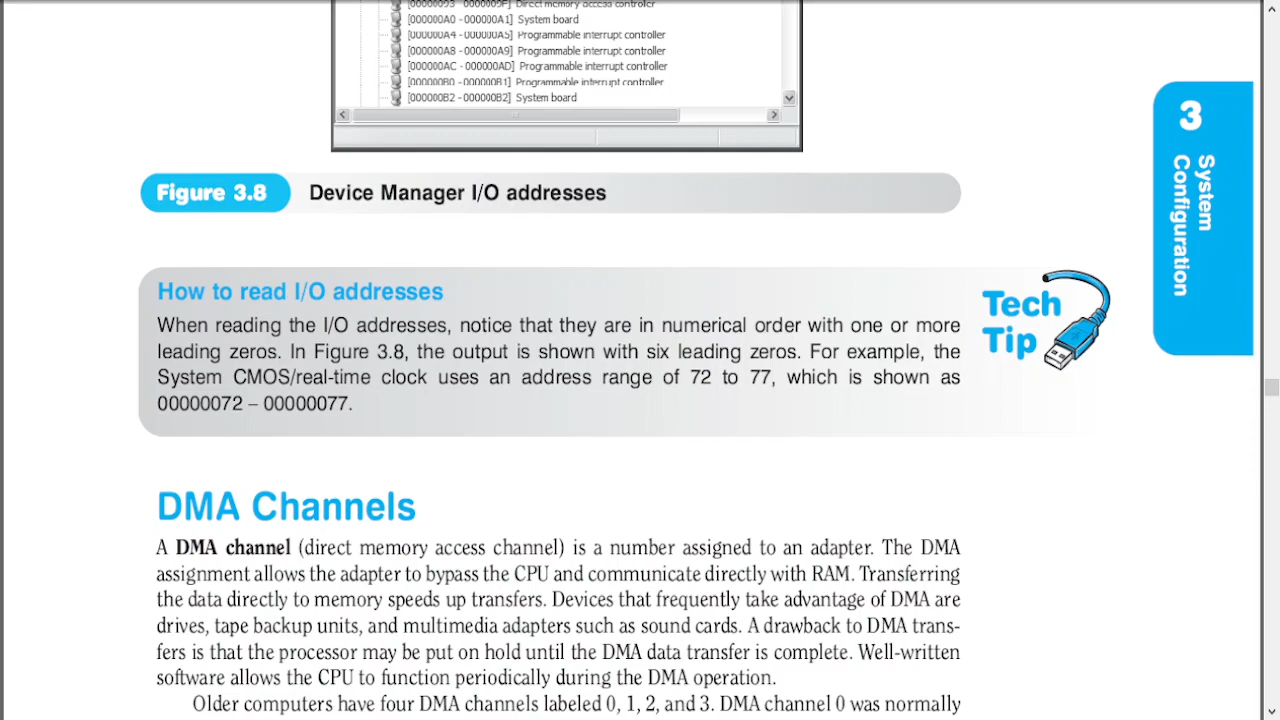 [00000093 - 0000009F] Direct memory access controller
[000000A0 - 000000A1] System board
[000000A4 - 000000A5] Programmable interrupt controller
[000000A8 - 000000A9] Programmable interrupt controller
[000000AC - 000000AD] Programmable interrupt controller
[000000B0 - 000000B1] Programmable interrupt controller
[000000B2 - 000000B2] System board
Figure 3.8 Device Manager I/O addresses
3
System
Configuration
How to read I/O addresses
When reading the I/O addresses, notice that they are in numerical order with one or more
leading zeros. In Figure 3.8, the output is shown with six leading zeros. For example, the
System CMOS/real-time clock uses an address range of 72 to 77, which is shown as
00000072 – 00000077.
Tech
Tip
DMA Channels
A DMA channel (direct memory access channel) is a number assigned to an adapter. The DMA
assignment allows the adapter to bypass the CPU and communicate directly with RAM. Transferring
the data directly to memory speeds up transfers. Devices that frequently take advantage of DMA are
drives, tape backup units, and multimedia adapters such as sound cards. A drawback to DMA trans-
fers is that the processor may be put on hold until the DMA data transfer is complete. Well-written
software allows the CPU to function periodically during the DMA operation.
Older computers have four DMA channels labeled 0, 1, 2, and 3. DMA channel 0 was normally